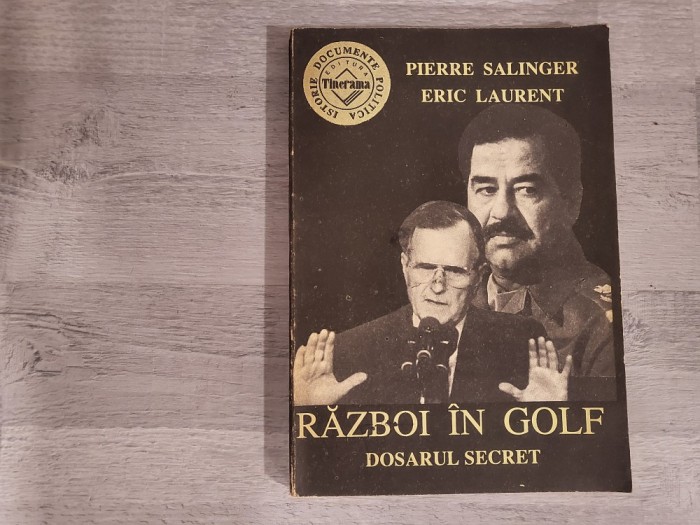 ISTORIE DOCUMENTE POLITICA
EDITURA
Tinerama
PIERRE SALINGER
ERIC LAURENT
RĂZBOI ÎN GOLF
DOSARUL SECRET